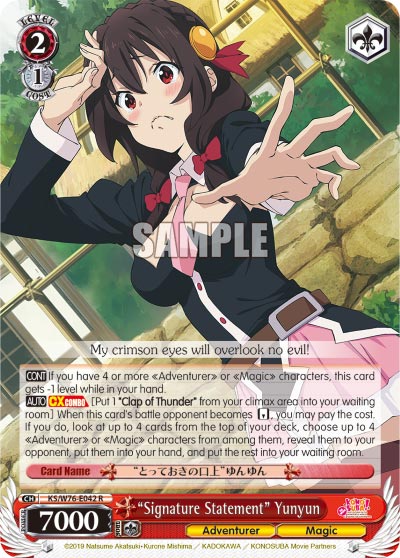 LEVEL
2
1
COST
SAMPLE
My crimson eyes will overlook no evil!
CONT If you have 4 or more «Adventurer» or «Magic» characters, this card
gets -1 level while in your hand.
AUTO CX COMBO [Put 1 "Clap of Thunder" from your climax area into your waiting
room] When this card's battle opponent becomes [ ], you may pay the cost.
If you do, look at up to 4 cards from the top of your deck, choose up to 4
«Adventurer» or «Magic» characters from among them, reveal them to your
opponent, put them into your hand, and put the rest into your waiting room.
Card Name “とっておきの口上”ゆんゆん
CH KS/W76-E042 R
POWER 7000 SOUL
“Signature Statement” Yunyun
Adventurer Magic
©2019 Natsume Akatsuki・Kurone Mishima / KADOKAWA / KONOSUBA Movie Partners